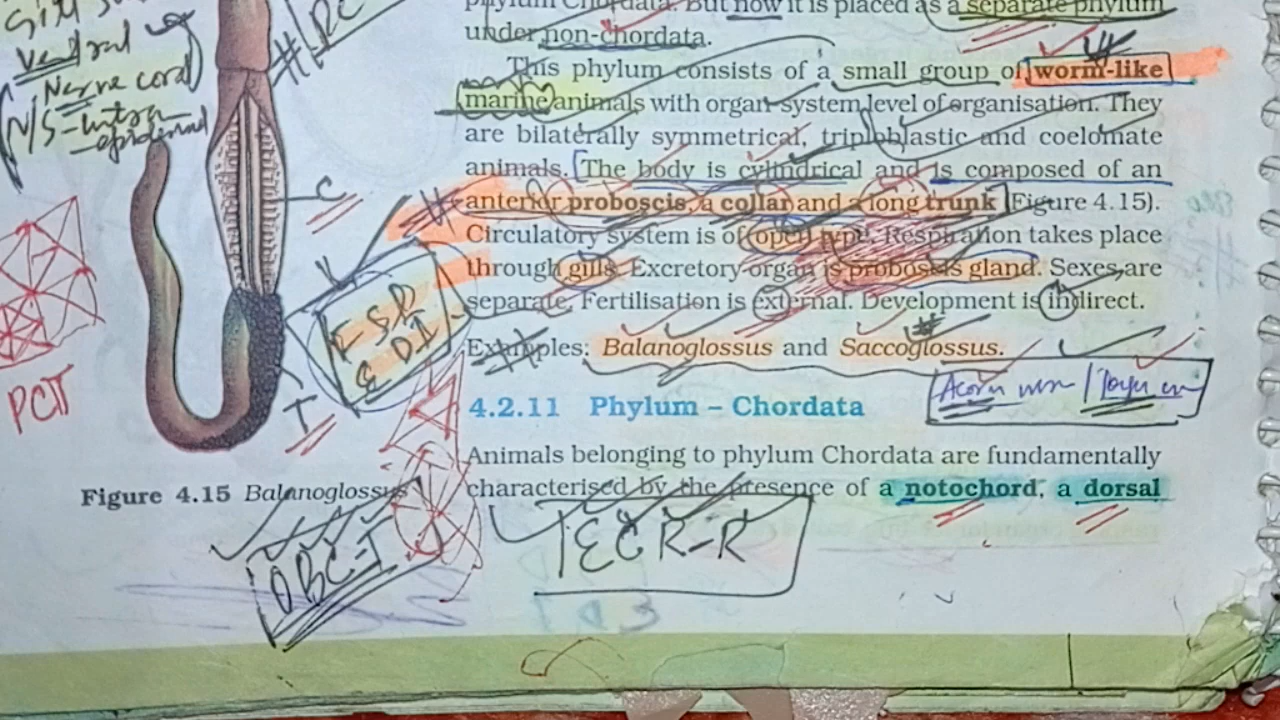 phylum Chordata. But now it is placed as a separate phylum
under non-chordata.
This phylum consists of a small group of worm-like
marine animals with organ-system level of organisation. They
are bilaterally symmetrical, triploblastic and coelomate
animals. The body is cylindrical and is composed of an
anterior proboscis, a collar and a long trunk (Figure 4.15).
Circulatory system is of open type. Respiration takes place
through gills. Excretory organ is proboscis gland. Sexes are
separate. Fertilisation is external. Development is indirect.
Examples: Balanoglossus and Saccoglossus.
Acorn worm
4.2.11 Phylum – Chordata
Animals belonging to phylum Chordata are fundamentally
characterised by the presence of a notochord, a dorsal
Ventral
Nerve cord
C
T
PCT
Figure 4.15 Balanoglossus